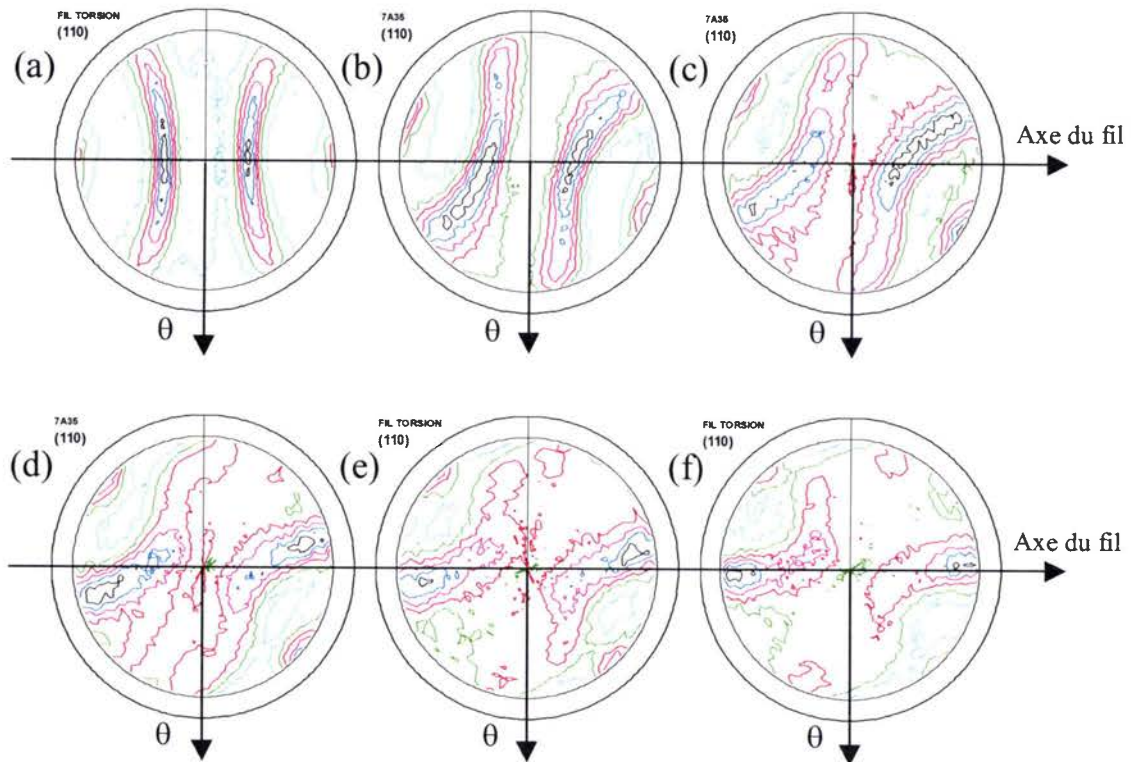 FIL TORSION
(110)
(a)
θ
7A35
(110)
(b)
θ
7A35
(110)
(c)
Axe du fil
θ
7A35
(110)
(d)
θ
FIL TORSION
(110)
(e)
θ
FIL TORSION
(110)
(f)
Axe du fil
θ